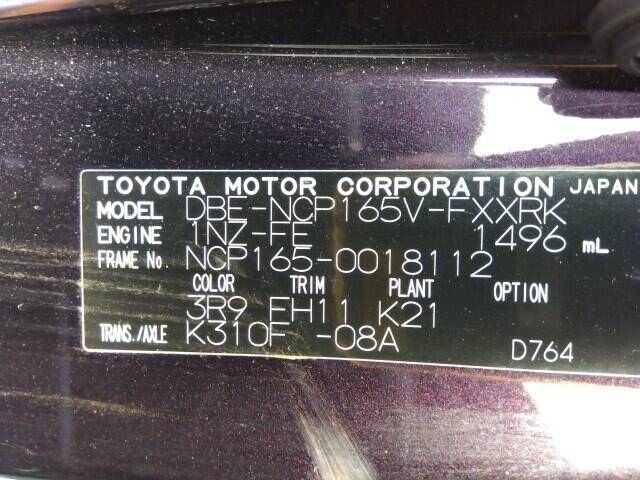 TOYOTA MOTOR CORPORATION JAPAN
MODEL DBE-NCP165V-FXXRK
ENGINE 1NZ-FE 1496 mL
FRAME No. NCP165-0018112
COLOR TRIM PLANT OPTION
3R9 FH11 K21
TRANS./AXLE K310F -08A
D764